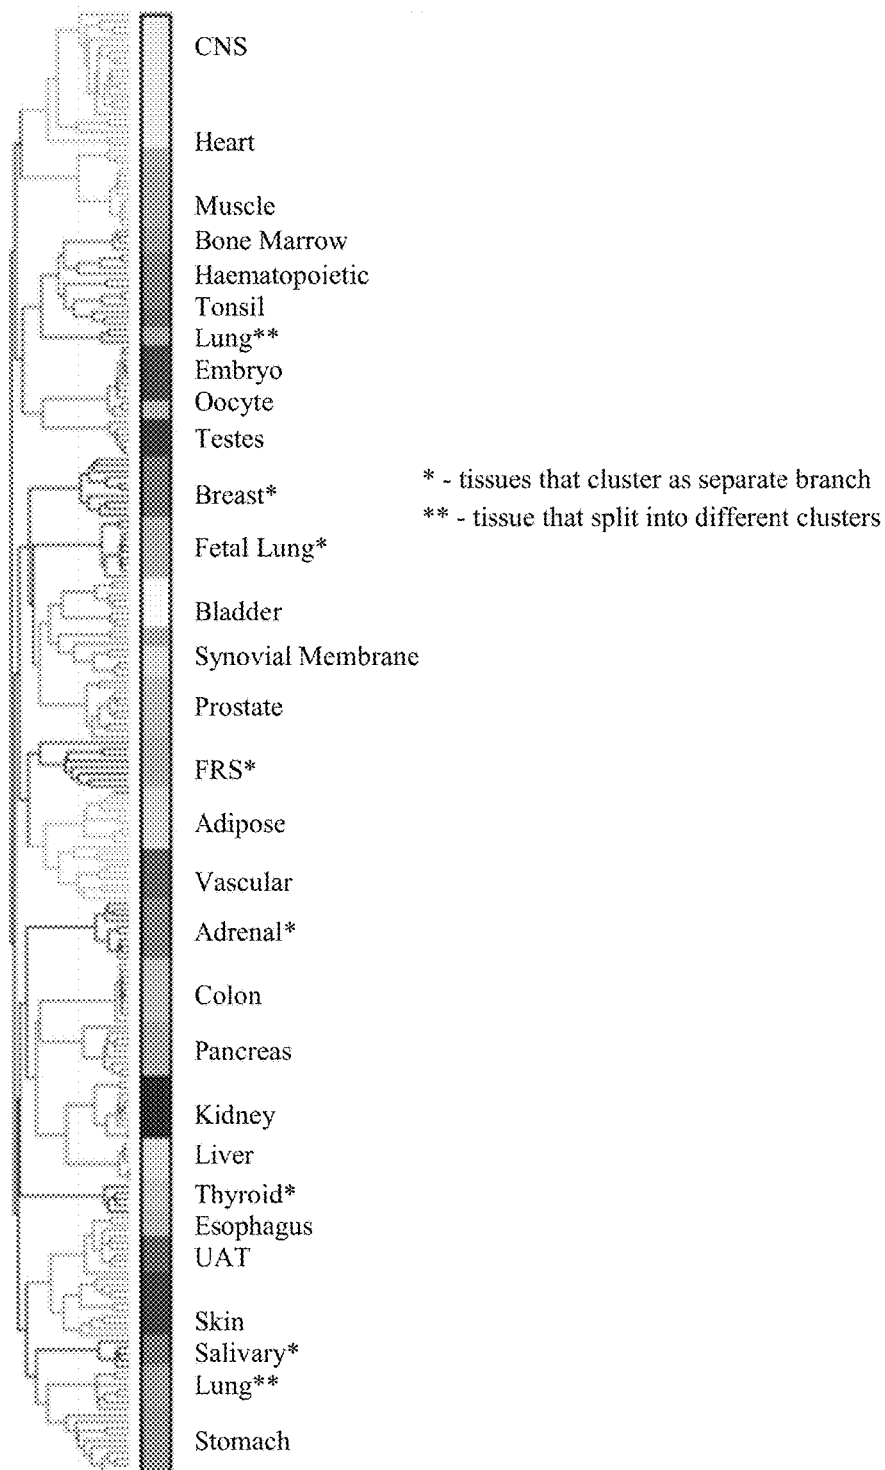 CNS
Heart
Muscle
Bone Marrow
Haematopoietic
Tonsil
Lung**
Embryo
Oocyte
Testes
Breast*
* - tissues that cluster as separate branch
** - tissue that split into different clusters
Fetal Lung*
Bladder
Synovial Membrane
Prostate
FRS*
Adipose
Vascular
Adrenal*
Colon
Pancreas
Kidney
Liver
Thyroid*
Esophagus
UAT
Skin
Salivary*
Lung**
Stomach